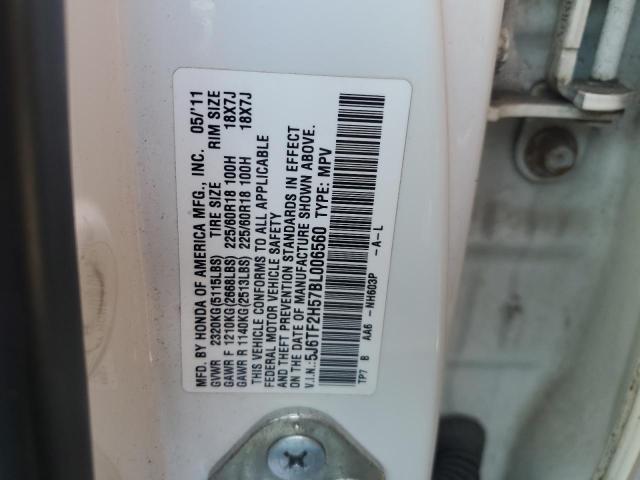 MFD. BY HONDA OF AMERICA MFG., INC. 05/'11
GVWR 2320KG(5115LBS) TIRE SIZE RIM SIZE
GAWR F 1210KG(2668LBS) 225/60R18 100H 18X7J
GAWR R 1140KG(2513LBS) 225/60R18 100H 18X7J
THIS VEHICLE CONFORMS TO ALL APPLICABLE
FEDERAL MOTOR VEHICLE SAFETY
AND THEFT PREVENTION STANDARDS IN EFFECT
ON THE DATE OF MANUFACTURE SHOWN ABOVE.
V.I.N.:5J6TF2H57BL006560 TYPE: MPV
TP7 B AA6 -NH603P -A-L